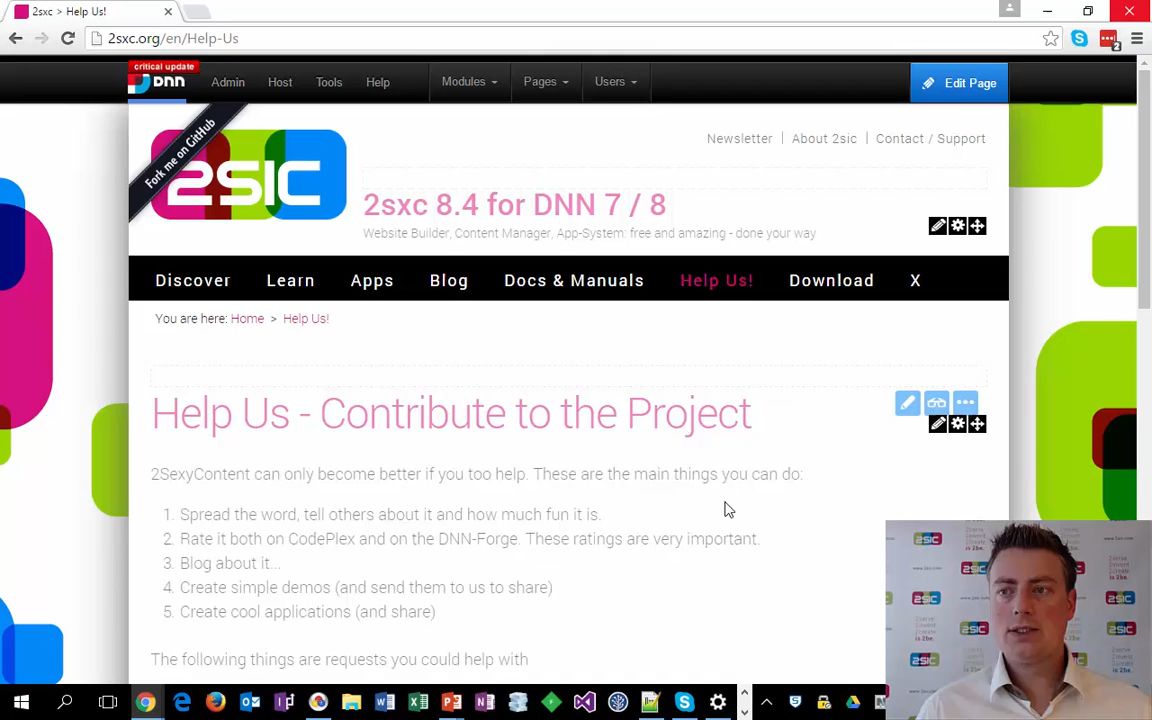 2sxc > Help Us!
2sxc.org/en/Help-Us
2
critical update
DNN Admin Host Tools Help Modules Pages Users Edit Page
Fork me on GitHub
2SIC
Newsletter | About 2sic | Contact / Support
2sxc 8.4 for DNN 7 / 8
Website Builder, Content Manager, App-System: free and amazing - done your way
Discover Learn Apps Blog Docs & Manuals Help Us! Download X
You are here: Home > Help Us!
Help Us - Contribute to the Project
2SexyContent can only become better if you too help. These are the main things you can do:
1. Spread the word, tell others about it and how much fun it is.
2. Rate it both on CodePlex and on the DNN-Forge. These ratings are very important.
3. Blog about it...
4. Create simple demos (and send them to us to share)
5. Create cool applications (and share)
The following things are requests you could help with